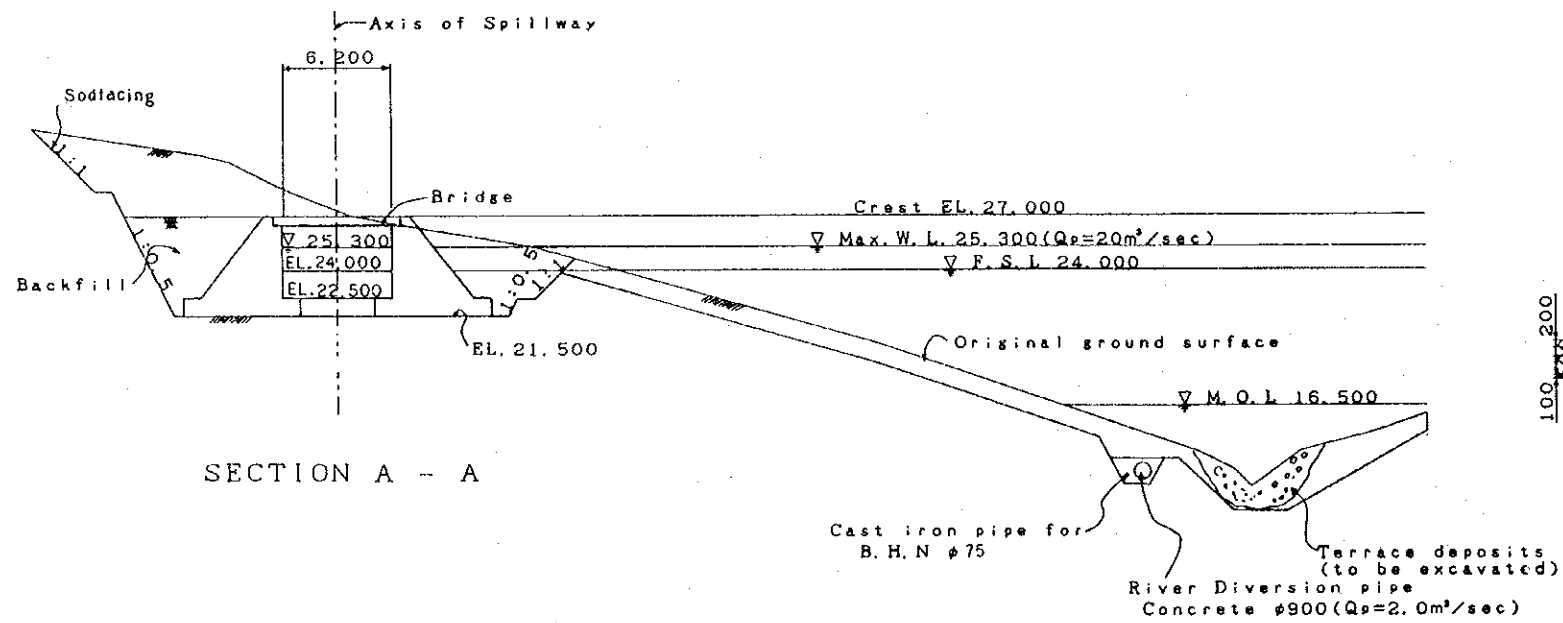 Axis of Spillway
6.200
Sodfacing
1:1
Bridge
Crest EL. 27.000
▽ 25.300
▽ Max. W. L. 25.300 (Qp=20m³/sec)
EL. 24.000
▽ F. S. L 24.000
1:0.5
1:0.5
1:1
Backfill
EL. 22.500
EL. 21.500
Original ground surface
100 200
▽ M. O. L 16.500
SECTION A - A
Cast iron pipe for
B. H. N φ75
Terrace deposits
(to be excavated)
River Diversion pipe
Concrete φ900 (Qp=2.0m³/sec)